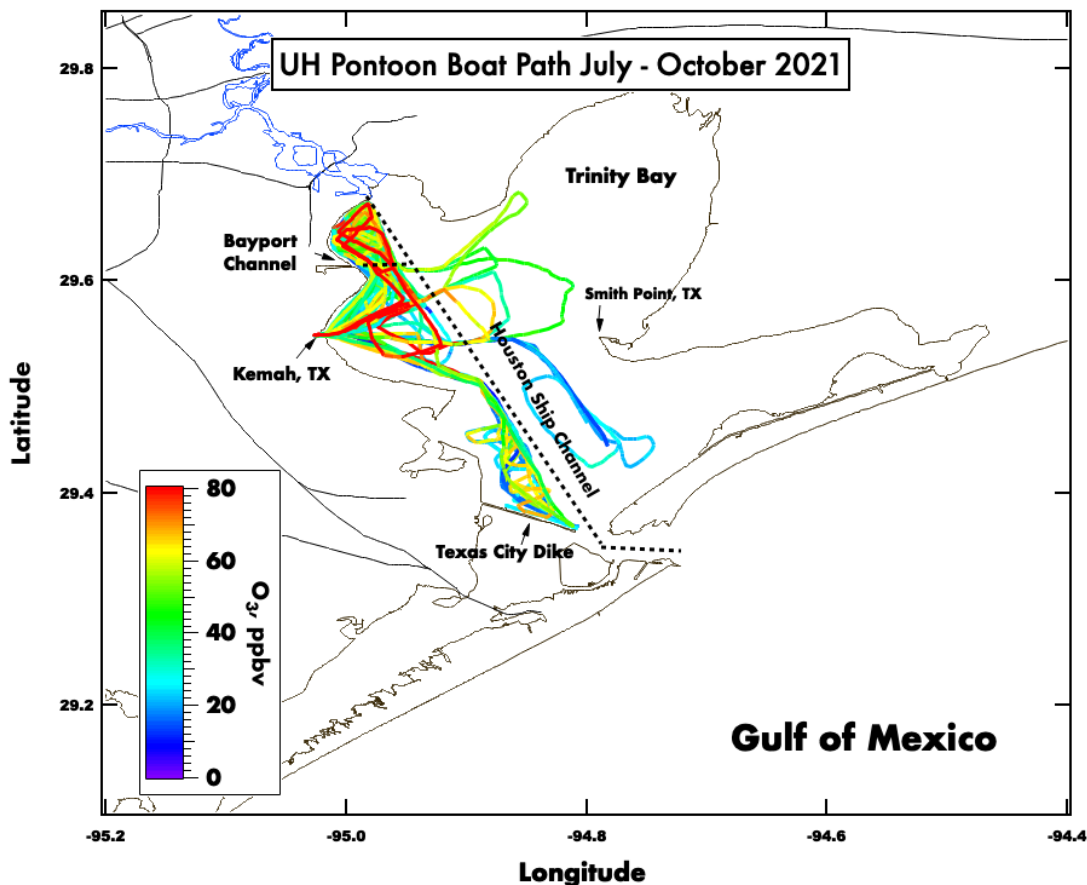 UH Pontoon Boat Path July - October 2021
29.8
29.6
29.4
29.2
Latitude
Trinity Bay
Bayport
Channel
Smith Point, TX
Kemah, TX
Houston Ship Channel
Texas City Dike
80
60
40
20
0
O3, ppbv
Gulf of Mexico
-95.2
-95.0
-94.8
-94.6
-94.4
Longitude